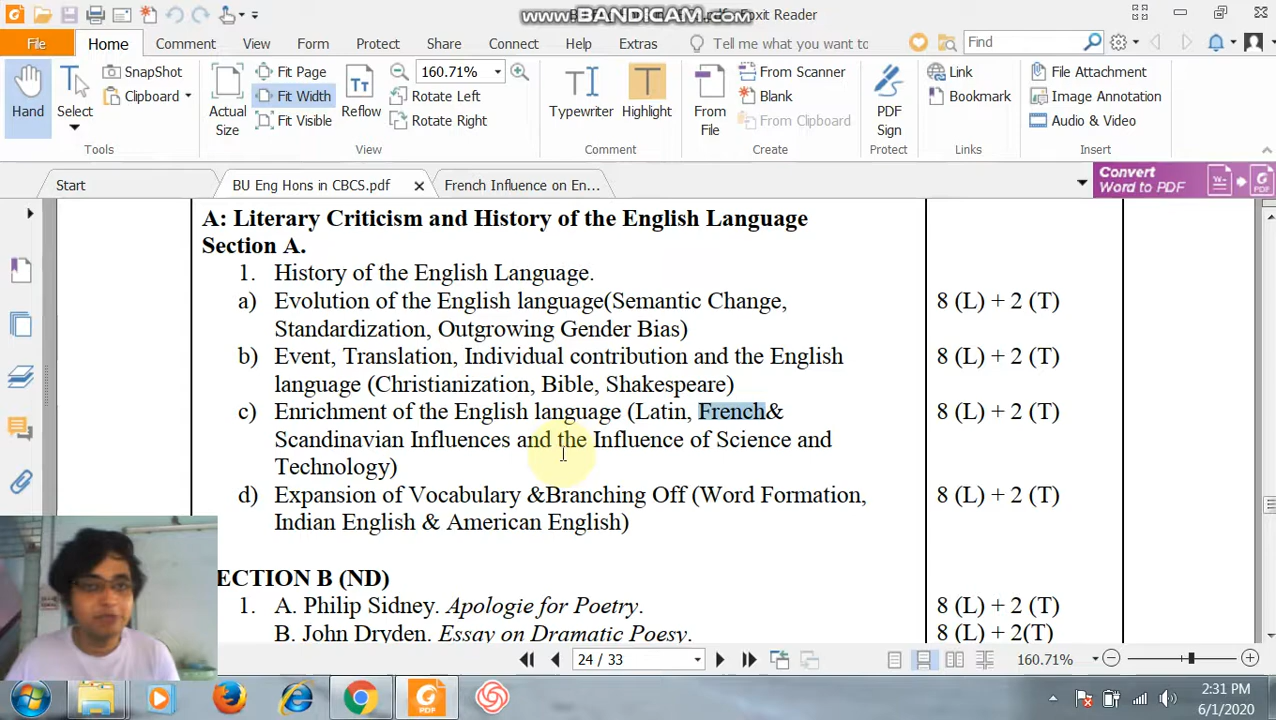 www.BANDICAM.com
Foxit Reader
File Home Comment View Form Protect Share Connect Help Extras Tell me what you want to Find
Hand
Select
SnapShot
Clipboard
Tools
Actual Size
Fit Page
Fit Width
Fit Visible
Reflow
160.71%
Rotate Left
Rotate Right
View
Typewriter
Highlight
Comment
From File
From Scanner
Blank
From Clipboard
Create
PDF Sign
Protect
Link
Bookmark
Links
File Attachment
Image Annotation
Audio & Video
Insert
Start BU Eng Hons in CBCS.pdf French Influence on En...
Convert
Word to PDF
A: Literary Criticism and History of the English Language
Section A.
1. History of the English Language.
a) Evolution of the English language(Semantic Change, 8 (L) + 2 (T)
Standardization, Outgrowing Gender Bias)
b) Event, Translation, Individual contribution and the English 8 (L) + 2 (T)
language (Christianization, Bible, Shakespeare)
c) Enrichment of the English language (Latin, French& 8 (L) + 2 (T)
Scandinavian Influences and the Influence of Science and
Technology)
d) Expansion of Vocabulary &Branching Off (Word Formation, 8 (L) + 2 (T)
Indian English & American English)
ECTION B (ND)
1. A. Philip Sidney. Apologie for Poetry. 8 (L) + 2 (T)
B. John Dryden. Essay on Dramatic Poesy. 8 (L) + 2(T)
24 / 33
160.71%
PDF
2:31 PM
6/1/2020